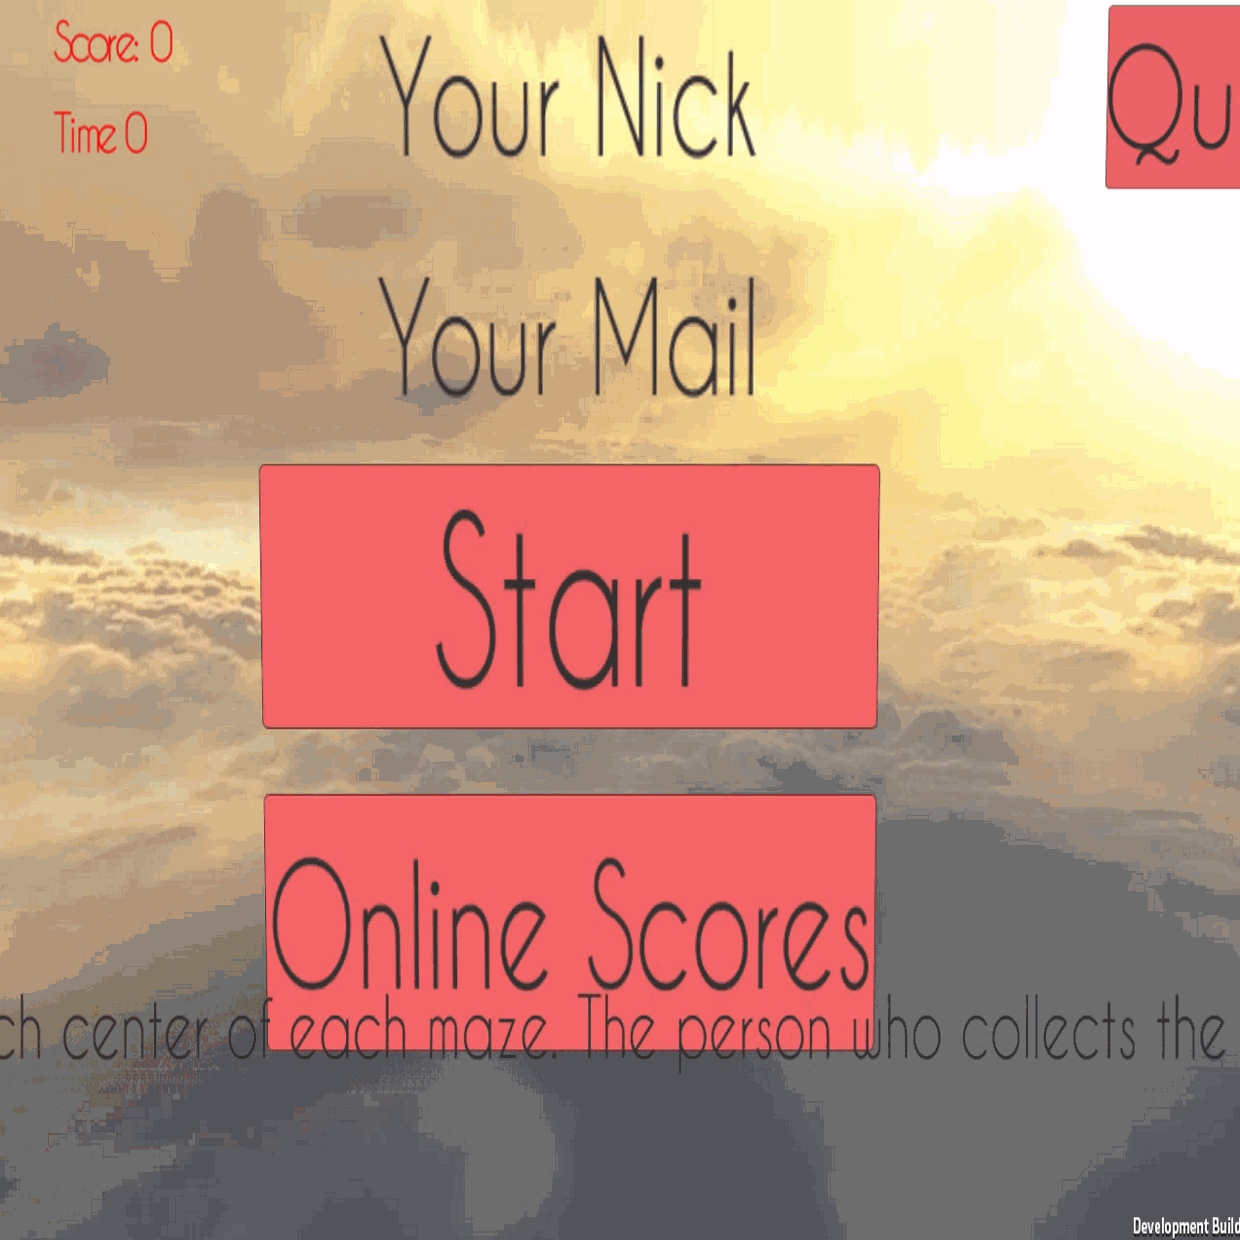 Score: 0
Time 0
Your Nick
Qu
Your Mail
Start
Online Scores
ch center of each maze. The person who collects the
Development Build